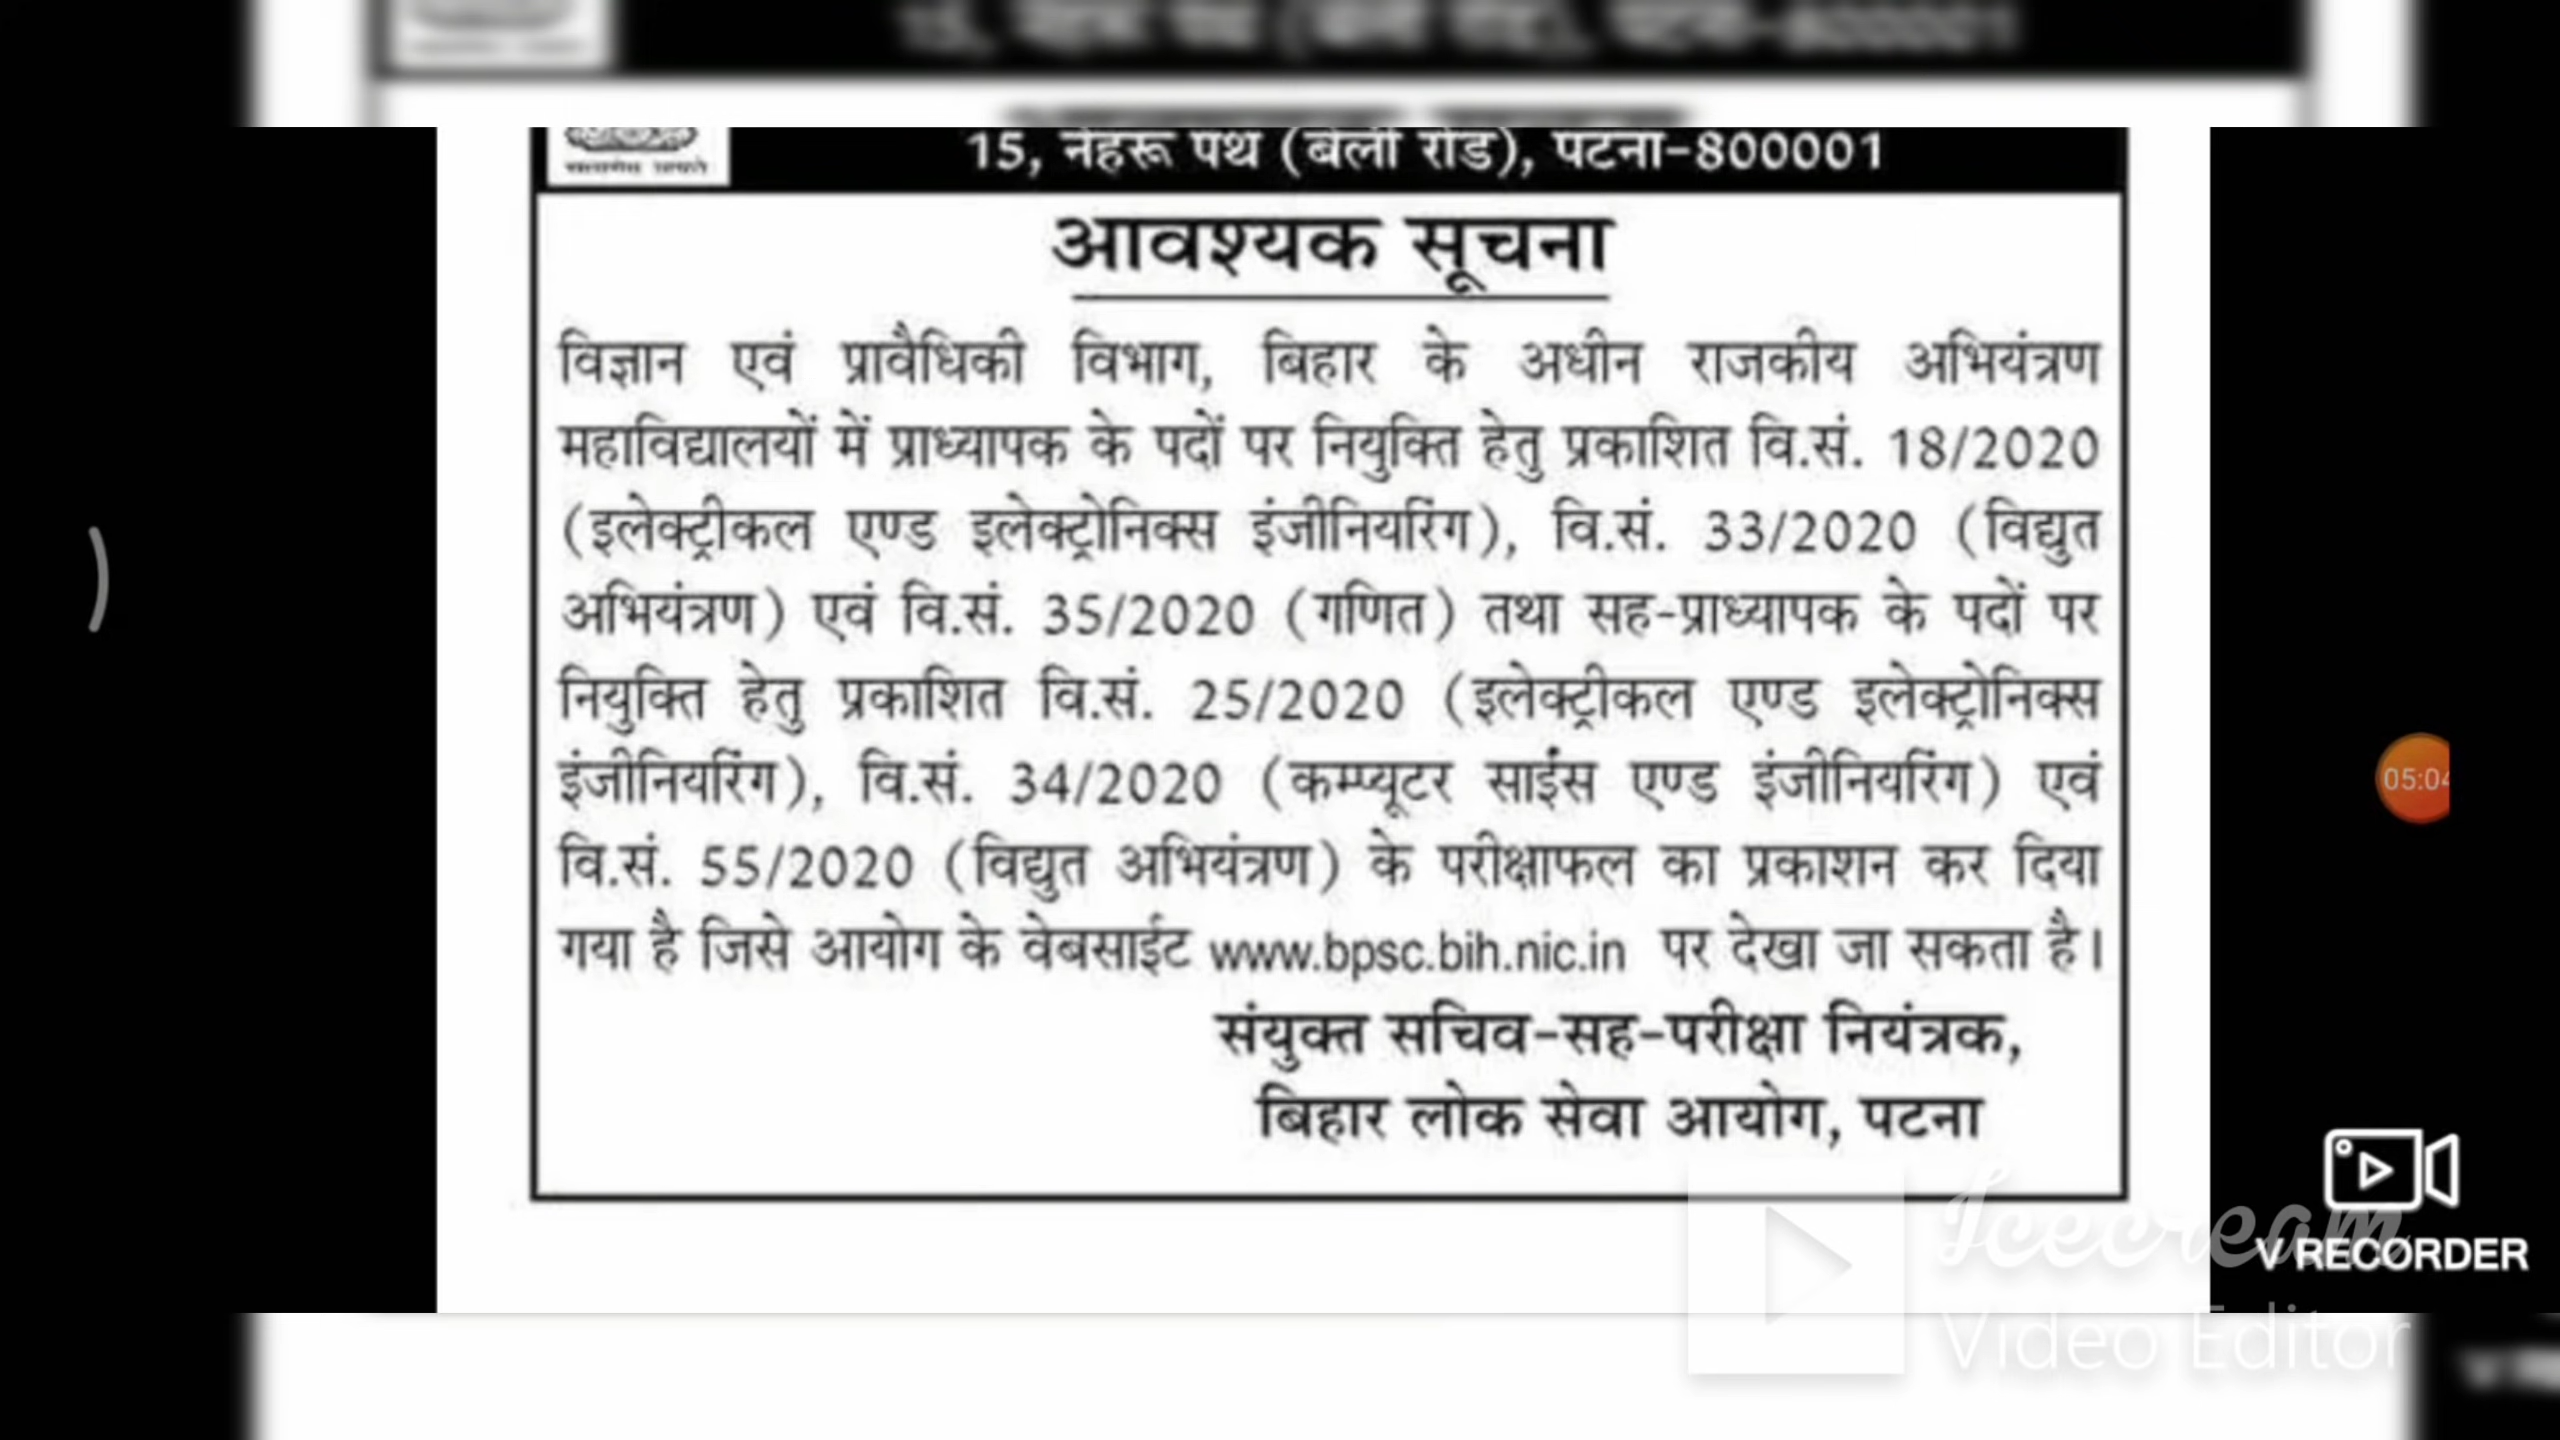 15, नेहरू पथ (बेली रोड), पटना-800001
आवश्यक सूचना
विज्ञान एवं प्रावैधिकी विभाग, बिहार के अधीन राजकीय अभियंत्रण
महाविद्यालयों में प्राध्यापक के पदों पर नियुक्ति हेतु प्रकाशित वि.सं. 18/2020
(इलेक्ट्रीकल एण्ड इलेक्ट्रोनिक्स इंजीनियरिंग), वि.सं. 33/2020 (विद्युत
अभियंत्रण) एवं वि.सं. 35/2020 (गणित) तथा सह-प्राध्यापक के पदों पर
नियुक्ति हेतु प्रकाशित वि.सं. 25/2020 (इलेक्ट्रीकल एण्ड इलेक्ट्रोनिक्स
इंजीनियरिंग), वि.सं. 34/2020 (कम्प्यूटर साईंस एण्ड इंजीनियरिंग) एवं
वि.सं. 55/2020 (विद्युत अभियंत्रण) के परीक्षाफल का प्रकाशन कर दिया
गया है जिसे आयोग के वेबसाईट www.bpsc.bih.nic.in पर देखा जा सकता है।
संयुक्त सचिव-सह-परीक्षा नियंत्रक,
बिहार लोक सेवा आयोग, पटना
05:04
V RECORDER
Icecream
Video Editor